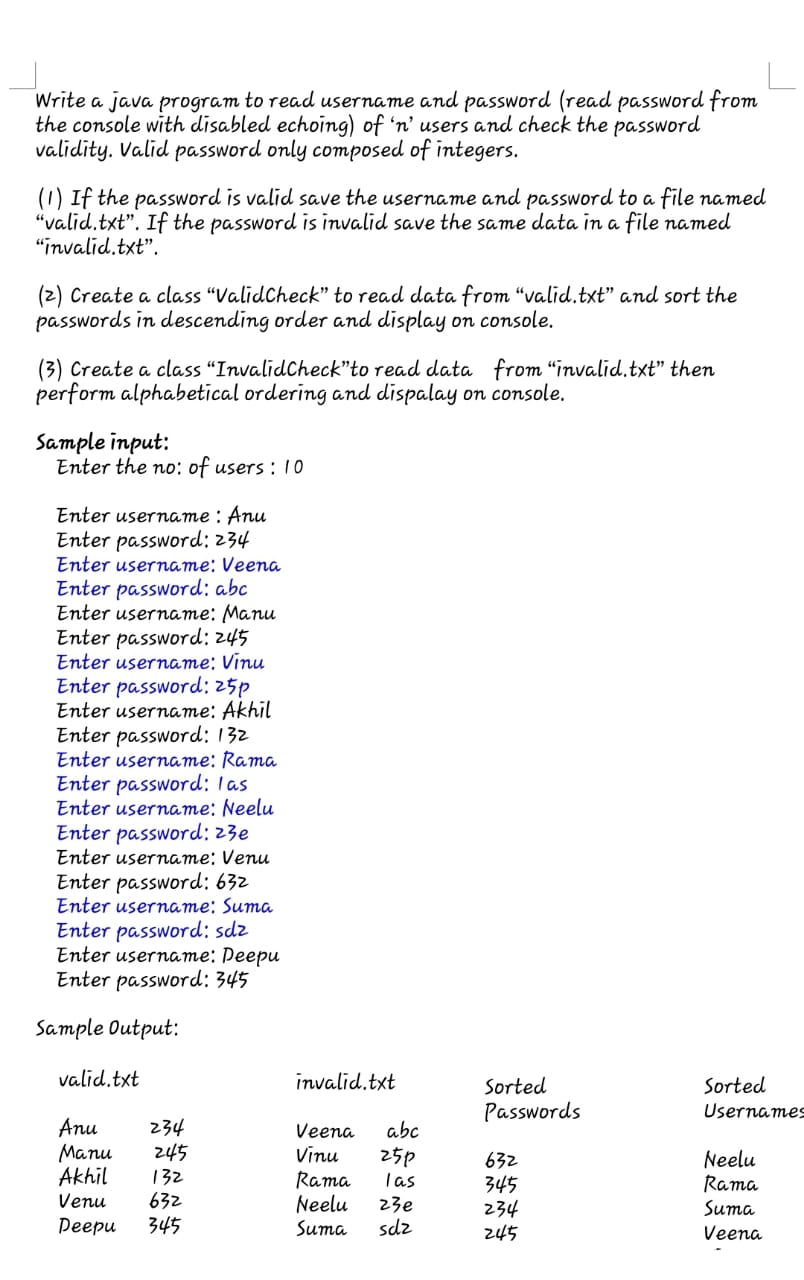 Write a java program to read username and password (read password from
the console with disabled echoing) of ‘n’ users and check the password
validity. Valid password only composed of integers.
(1) If the password is valid save the username and password to a file named
“valid.txt”. If the password is invalid save the same data in a file named
“invalid.txt”.
(2) Create a class “ValidCheck” to read data from “valid.txt” and sort the
passwords in descending order and display on console.
(3) Create a class “InvalidCheck”to read data from “invalid.txt” then
perform alphabetical ordering and dispalay on console.
Sample input:
Enter the no: of users : 10
Enter username : Anu
Enter password: 234
Enter username: Veena
Enter password: abc
Enter username: Manu
Enter password: 245
Enter username: Vinu
Enter password: 25p
Enter username: Akhil
Enter password: 132
Enter username: Rama
Enter password: 1as
Enter username: Neelu
Enter password: 23e
Enter username: Venu
Enter password: 632
Enter username: Suma
Enter password: sdz
Enter username: Deepu
Enter password: 345
Sample Output:
valid.txt
Anu 234
Manu 245
Akhil 132
Venu 632
Deepu 345
invalid.txt
Veena abc
Vinu 25p
Rama 1as
Neelu 23e
Suma sdz
Sorted
Passwords
632
345
234
245
Sorted
Usernames
Neelu
Rama
Suma
Veena